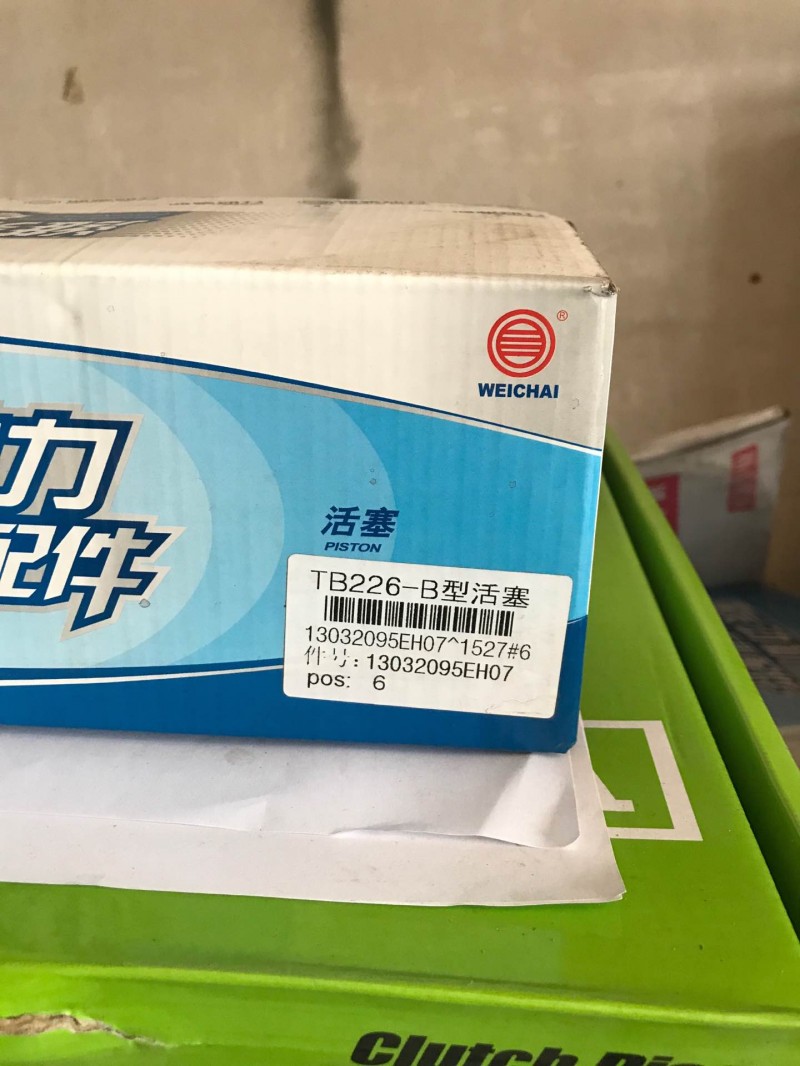 ®
WEICHAI
力
配件
活塞
PISTON
TB226-B型活塞
13032095EH07^1527#6
件号:13032095EH07
pos: 6
Clutch